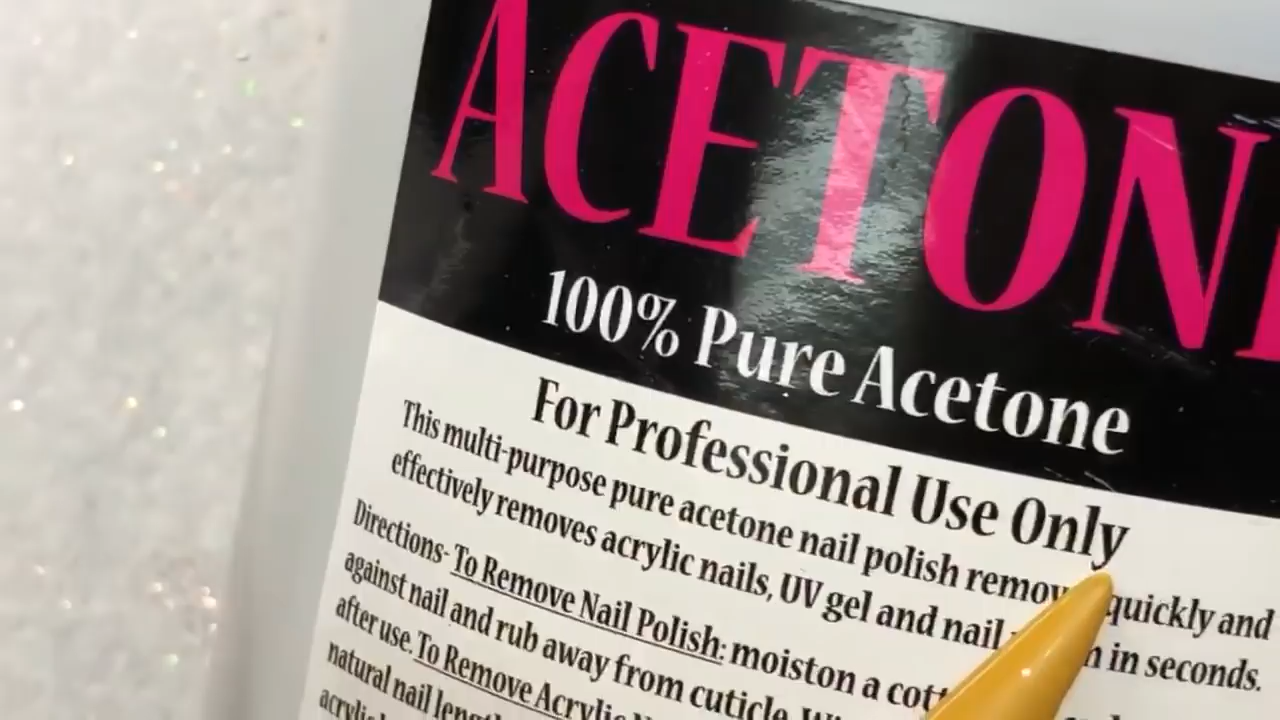 ACETON
100% Pure Acetone
For Professional Use Only
This multi-purpose pure acetone nail polish remov quickly and
effectively removes acrylic nails, UV gel and nail in seconds.
Directions- To Remove Nail Polish: moiston a cot
against nail and rub away from cuticle.
after use. To Remove Acrylic
natural nail